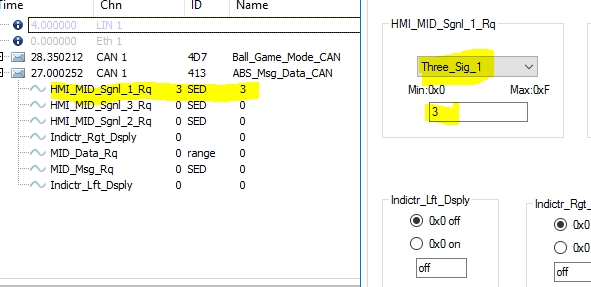 Time Chn ID Name
4.000000 LIN 1
0.000000 Eth 1
28.350212 CAN 1 4D7 Ball_Game_Mode_CAN
27.000252 CAN 1 413 ABS_Msg_Data_CAN
HMI_MID_Sgnl_1_Rq 3 SED 3
HMI_MID_Sgnl_3_Rq 0 SED 0
HMI_MID_Sgnl_2_Rq 0 SED 0
Indictr_Rgt_Dsply 0 0
MID_Data_Rq 0 range 0
MID_Msg_Rq 0 SED 0
Indictr_Lft_Dsply 0 0
HMI_MID_Sgnl_1_Rq
Three_Sig_1
Min:0x0 Max:0xF
3
Indictr_Lft_Dsply
0x0 off
0x0 on
off
Indictr_Rgt_
0x0
0x0
off